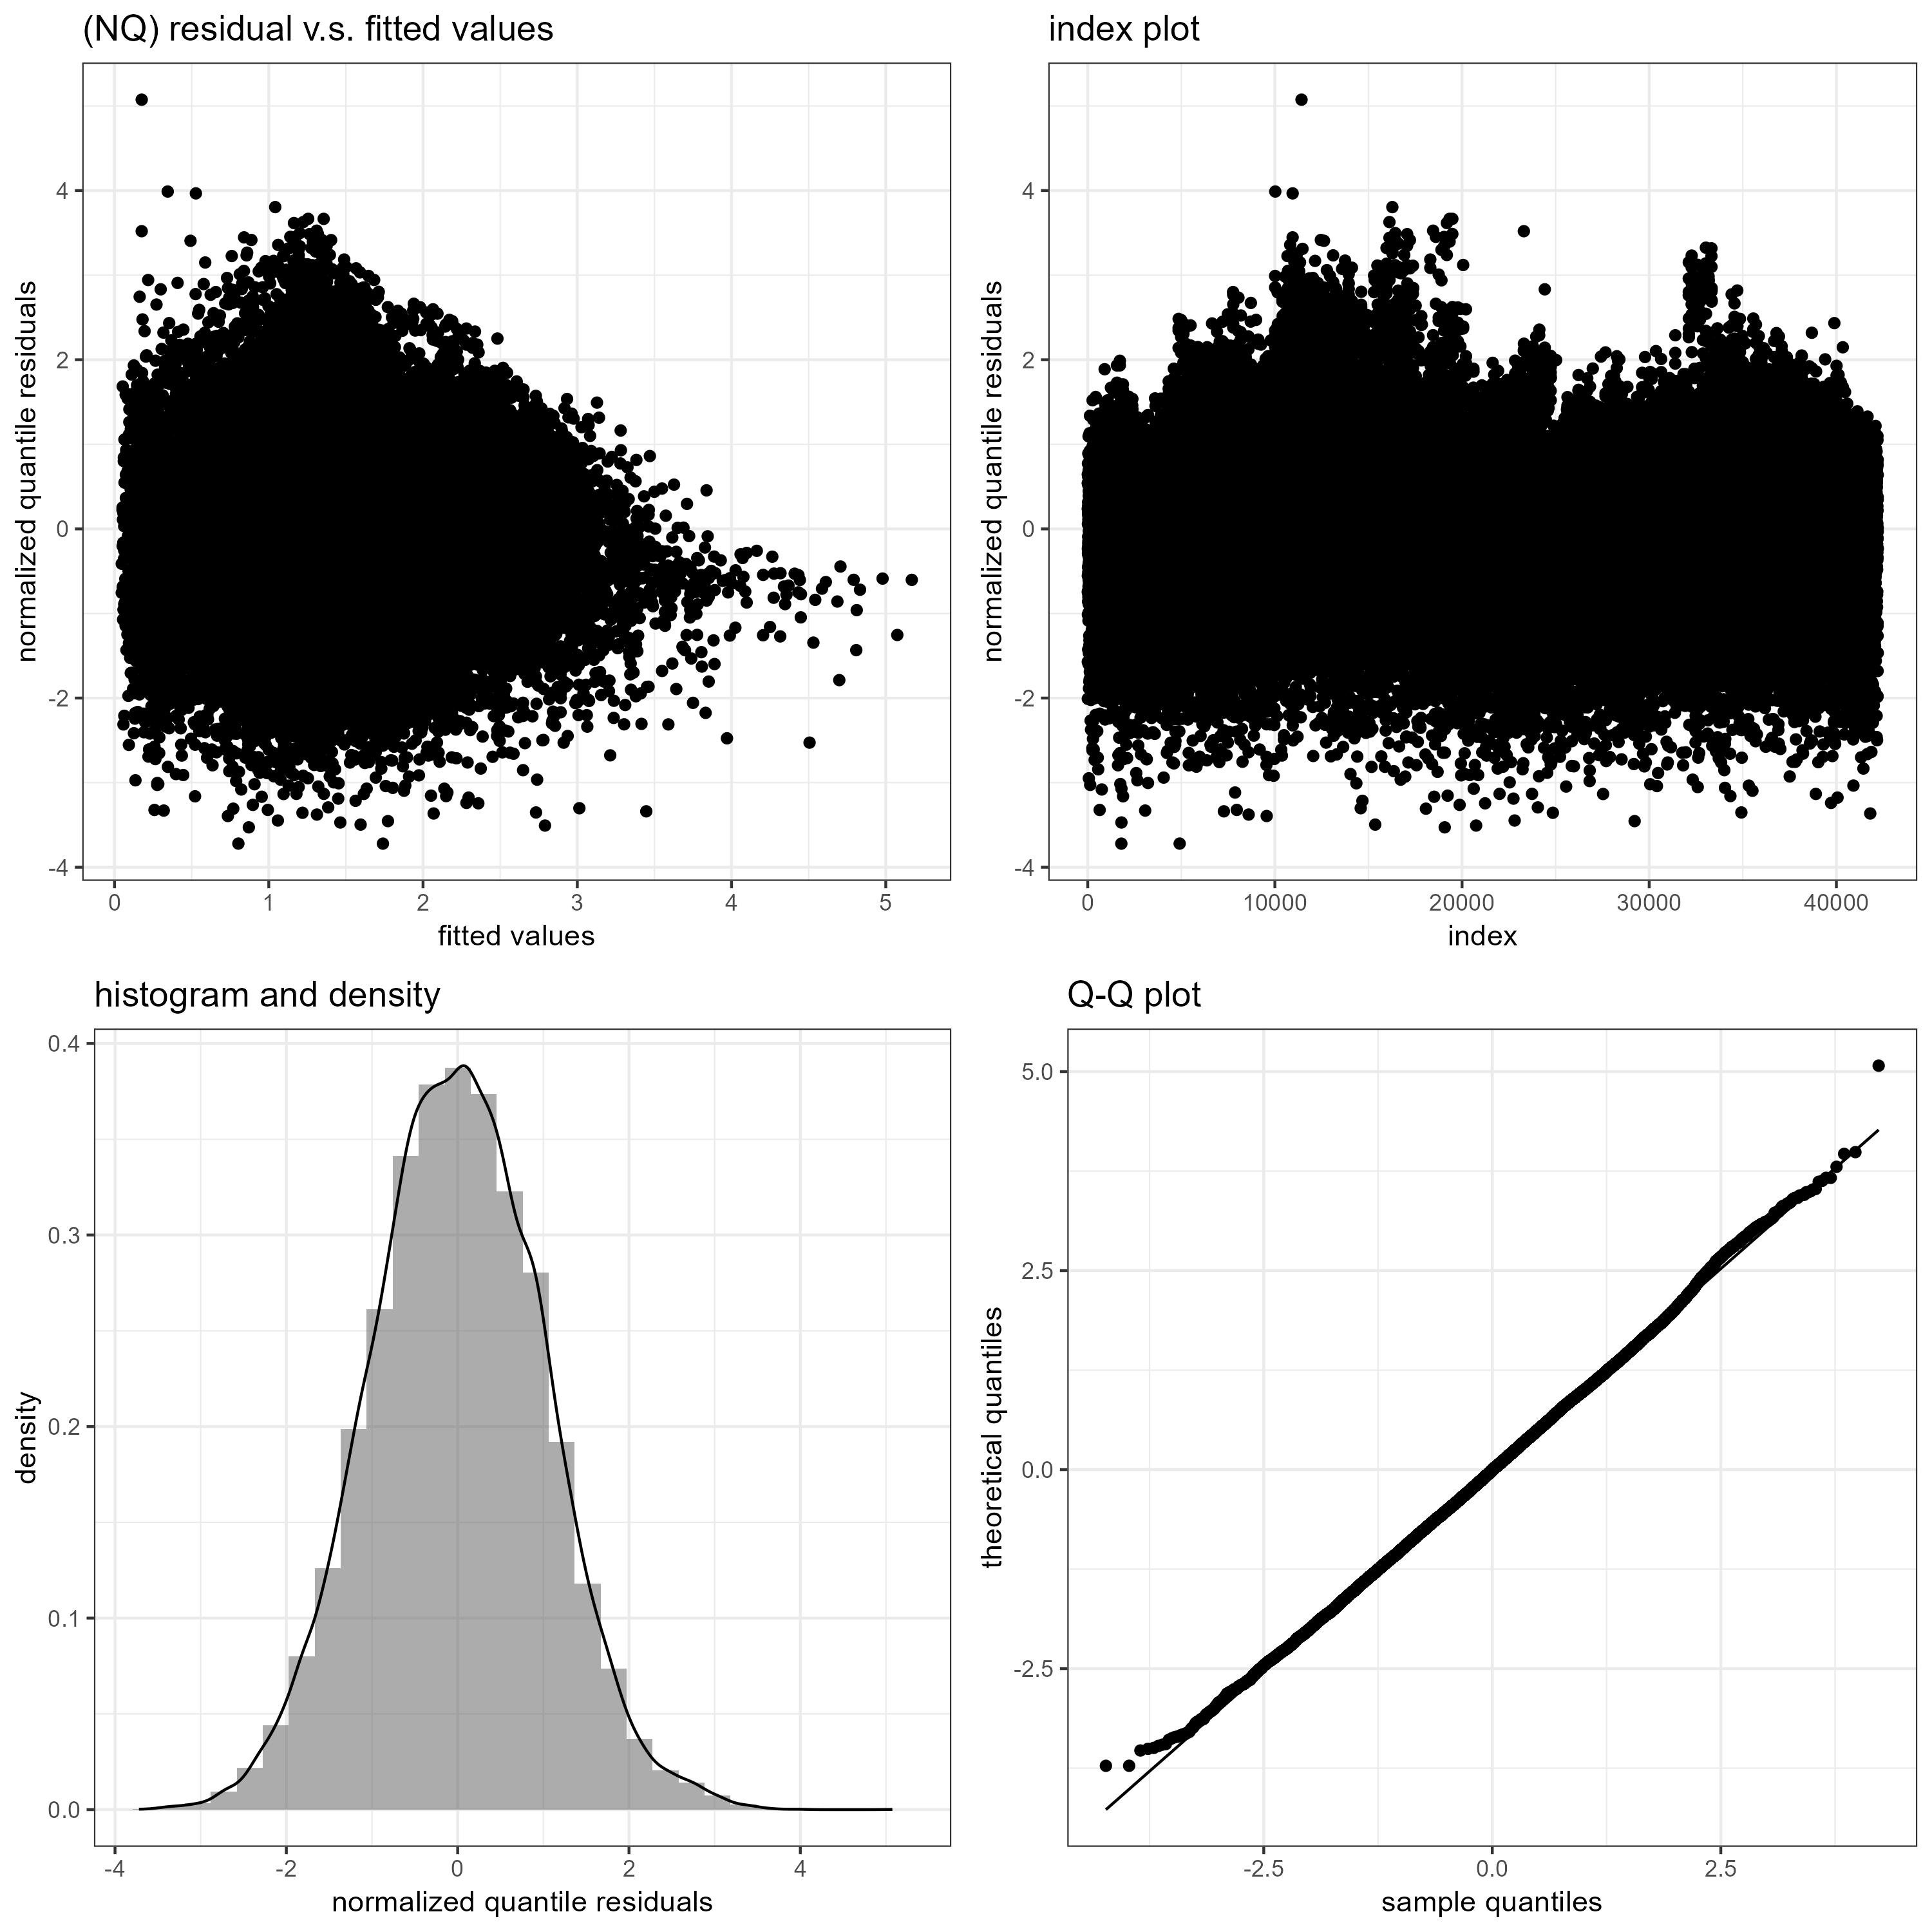 (NQ) residual v.s. fitted values
normalized quantile residuals
4
2
0
-2
-4
0 1 2 3 4 5
fitted values
index plot
normalized quantile residuals
4
2
0
-2
-4
0 10000 20000 30000 40000
index
histogram and density
density
0.4
0.3
0.2
0.1
0.0
-4 -2 0 2 4
normalized quantile residuals
Q-Q plot
theoretical quantiles
5.0
2.5
0.0
-2.5
-2.5 0.0 2.5
sample quantiles